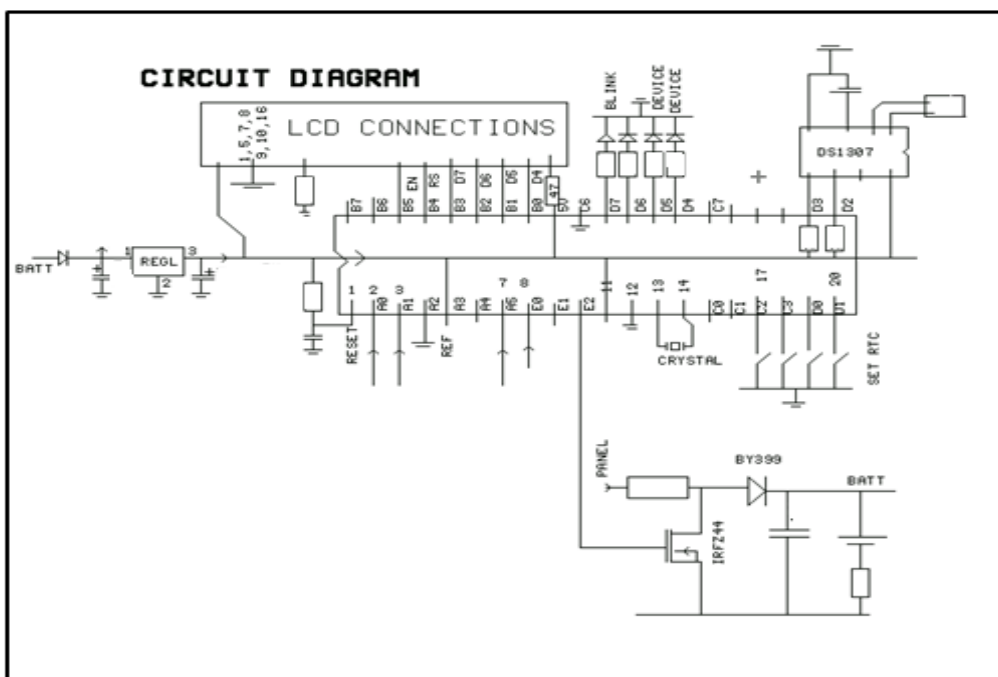 CIRCUIT DIAGRAM
LCD CONNECTIONS
1,5,7,8
9,10,16
BLINK
DEVICE
DEVICE
DS1307
EN
RS
D7
D6
D5
D4
47
B7
B6
B5
B4
B3
B2
B1
B0
5V
C6
D7
D6
D5
D4
C7
+
D3
D2
BATT
REGL
3
2
+
+
1
2
3
7
8
11
12
13
14
17
20
RESET
A0
A1
A2
REF
A3
A4
A5
E0
E1
E2
C0
C1
C2
C3
D0
D1
CRYSTAL
SET RTC
PANEL
BY399
BATT
IRFZ44